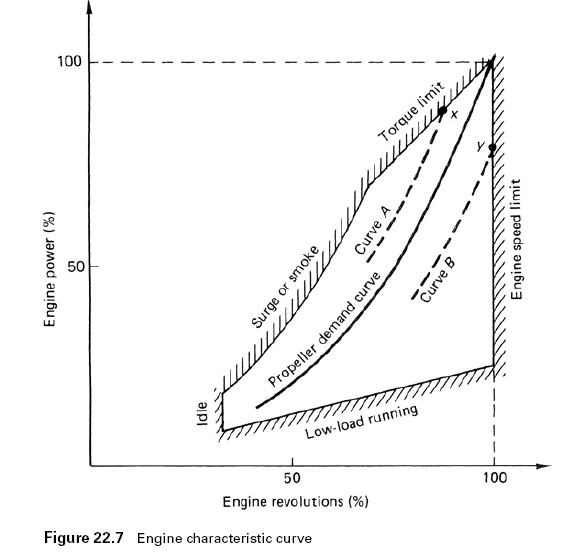 100
Torque limit
x
y
Curve A
Engine speed limit
Engine power (%)
50
Surge or smoke
Curve B
Propeller demand curve
Idle
Low-load running
50
100
Engine revolutions (%)
Figure 22.7 Engine characteristic curve